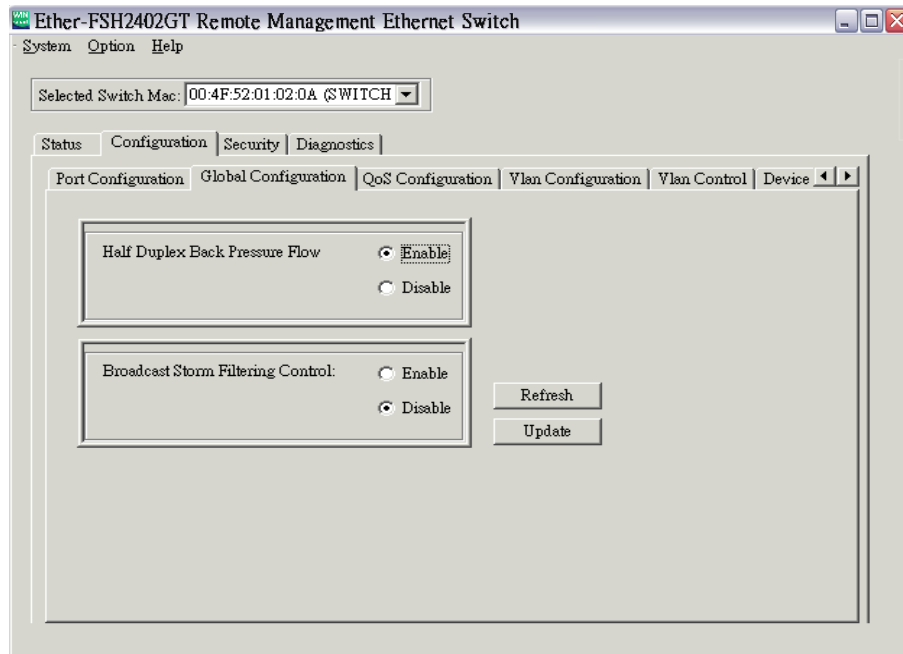 Ether-FSH2402GT Remote Management Ethernet Switch
System Option Help
Selected Switch Mac: 00:4F:52:01:02:0A (SWITCH
Status Configuration Security Diagnostics
Port Configuration Global Configuration QoS Configuration Vlan Configuration Vlan Control Device
Half Duplex Back Pressure Flow Enable
Disable
Broadcast Storm Filtering Control: Enable
Disable
Refresh
Update